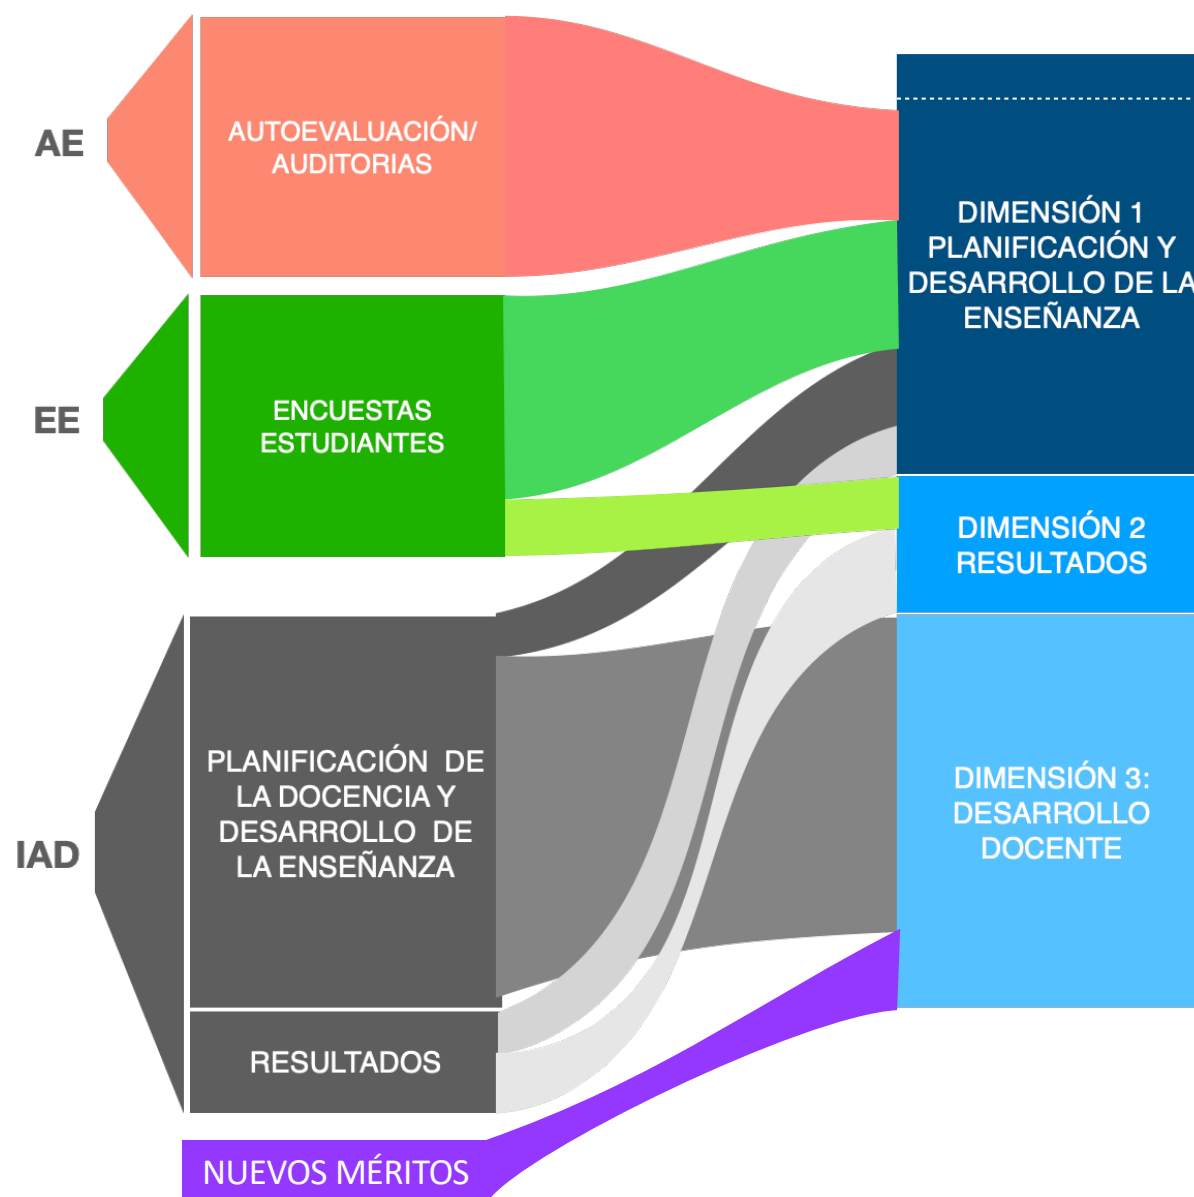 AE
AUTOEVALUACIÓN/
AUDITORIAS
EE
ENCUESTAS
ESTUDIANTES
IAD
PLANIFICACIÓN DE
LA DOCENCIA Y
DESARROLLO DE
LA ENSEÑANZA
RESULTADOS
NUEVOS MÉRITOS
DIMENSIÓN 1
PLANIFICACIÓN Y
DESARROLLO DE LA
ENSEÑANZA
DIMENSIÓN 2
RESULTADOS
DIMENSIÓN 3:
DESARROLLO
DOCENTE